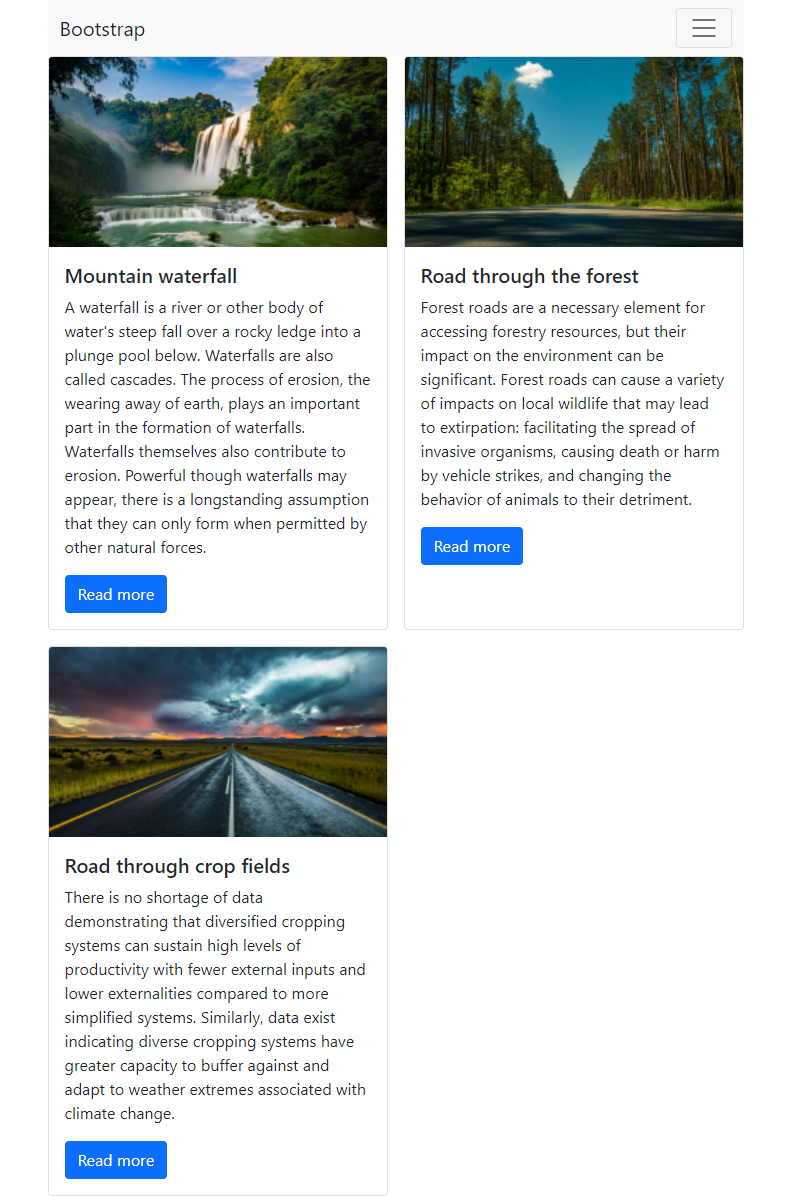 Bootstrap
Mountain waterfall
A waterfall is a river or other body of
water's steep fall over a rocky ledge into a
plunge pool below. Waterfalls are also
called cascades. The process of erosion, the
wearing away of earth, plays an important
part in the formation of waterfalls.
Waterfalls themselves also contribute to
erosion. Powerful though waterfalls may
appear, there is a longstanding assumption
that they can only form when permitted by
other natural forces.
Read more
Road through the forest
Forest roads are a necessary element for
accessing forestry resources, but their
impact on the environment can be
significant. Forest roads can cause a variety
of impacts on local wildlife that may lead
to extirpation: facilitating the spread of
invasive organisms, causing death or harm
by vehicle strikes, and changing the
behavior of animals to their detriment.
Read more
Road through crop fields
There is no shortage of data
demonstrating that diversified cropping
systems can sustain high levels of
productivity with fewer external inputs and
lower externalities compared to more
simplified systems. Similarly, data exist
indicating diverse cropping systems have
greater capacity to buffer against and
adapt to weather extremes associated with
climate change.
Read more